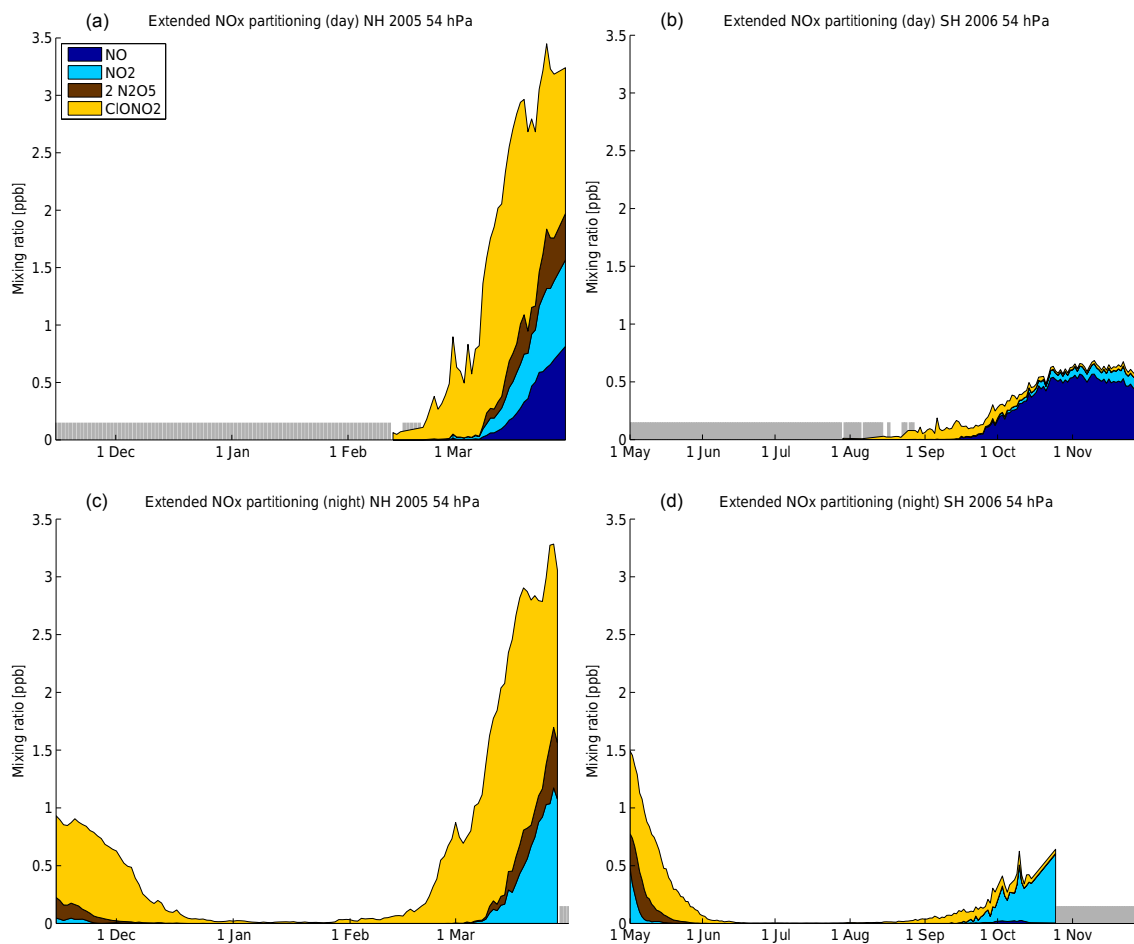 (a) Extended NOx partitioning (day) NH 2005 54 hPa
3.5
3
2.5
2
1.5
1
0.5
0
Mixing ratio [ppb]
NO
NO2
2 N2O5
ClONO2
1 Dec 1 Jan 1 Feb 1 Mar
(b) Extended NOx partitioning (day) SH 2006 54 hPa
3.5
3
2.5
2
1.5
1
0.5
0
Mixing ratio [ppb]
1 May 1 Jun 1 Jul 1 Aug 1 Sep 1 Oct 1 Nov
(c) Extended NOx partitioning (night) NH 2005 54 hPa
3.5
3
2.5
2
1.5
1
0.5
0
Mixing ratio [ppb]
1 Dec 1 Jan 1 Feb 1 Mar
(d) Extended NOx partitioning (night) SH 2006 54 hPa
3.5
3
2.5
2
1.5
1
0.5
0
Mixing ratio [ppb]
1 May 1 Jun 1 Jul 1 Aug 1 Sep 1 Oct 1 Nov